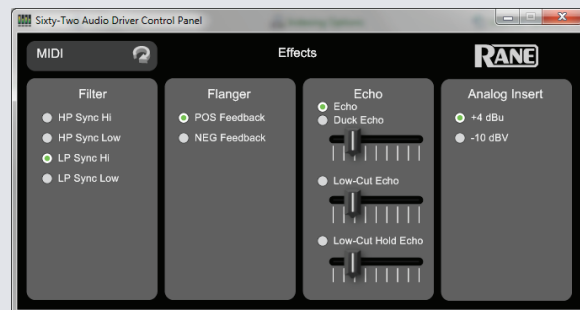 Sixty-Two Audio Driver Control Panel
MIDI
Effects
RANE
Filter
HP Sync Hi
HP Sync Low
LP Sync Hi
LP Sync Low
Flanger
POS Feedback
NEG Feedback
Echo
Echo
Duck Echo
Low-Cut Echo
Low-Cut Hold Echo
Analog Insert
+4 dBu
-10 dBV